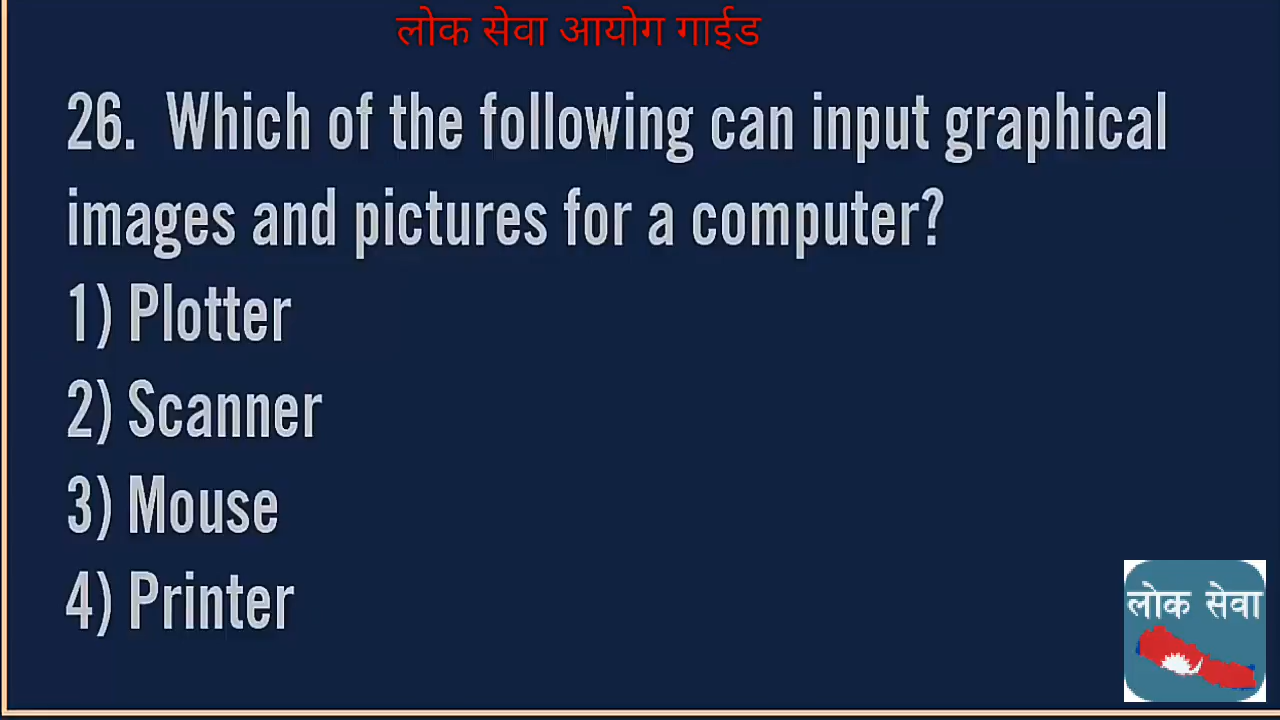 लोक सेवा आयोग गाईड
26. Which of the following can input graphical
images and pictures for a computer?
1) Plotter
2) Scanner
3) Mouse
4) Printer
लोक सेवा